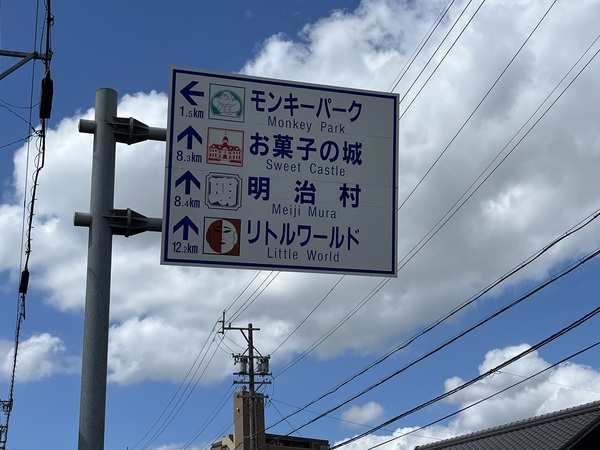 モンキーパーク
1.5km Monkey Park
お菓子の城
8.3km Sweet Castle
明治村
8.4km Meiji Mura
リトルワールド
12.2km Little World